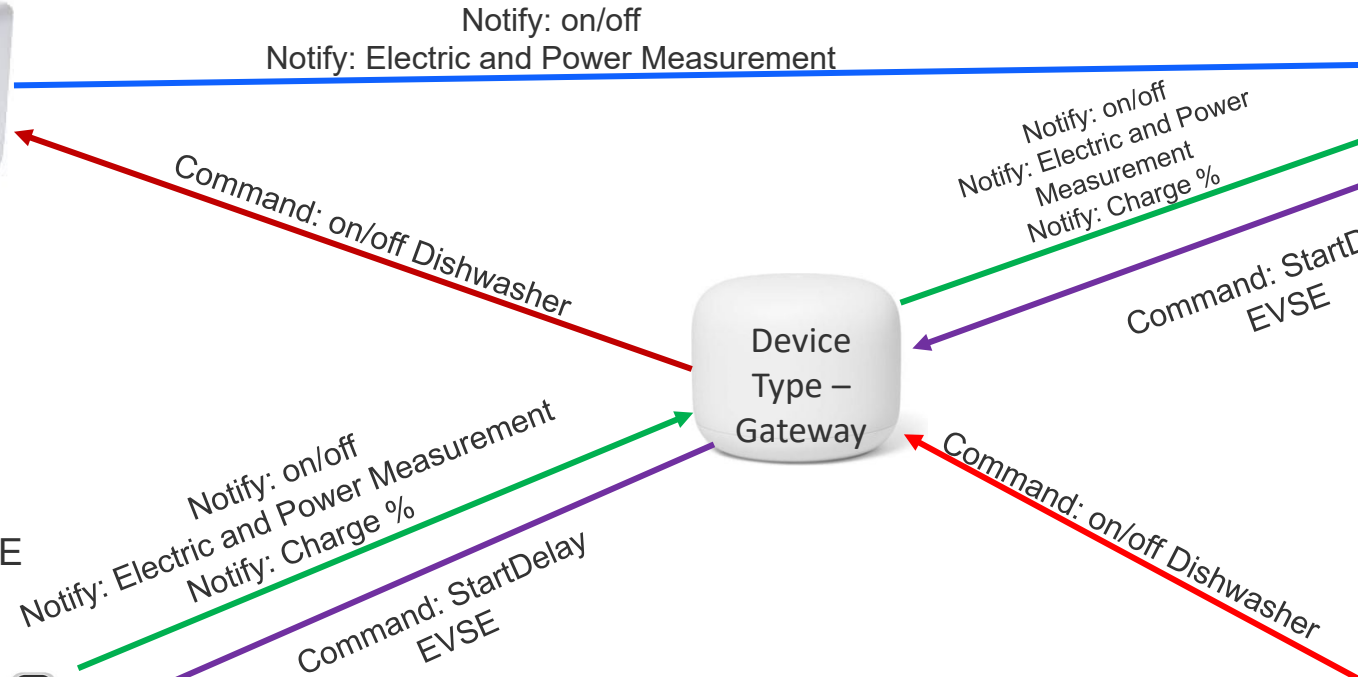 Notify: on/off
Notify: Electric and Power Measurement
Notify: on/off
Notify: Electric and Power
Measurement
Notify: Charge %
Command: on/off Dishwasher
Command: StartD
EVSE
Device
Type –
Gateway
Notify: on/off
Notify: Electric and Power Measurement
Notify: Charge %
Command: on/off Dishwasher
E
Command: StartDelay
EVSE